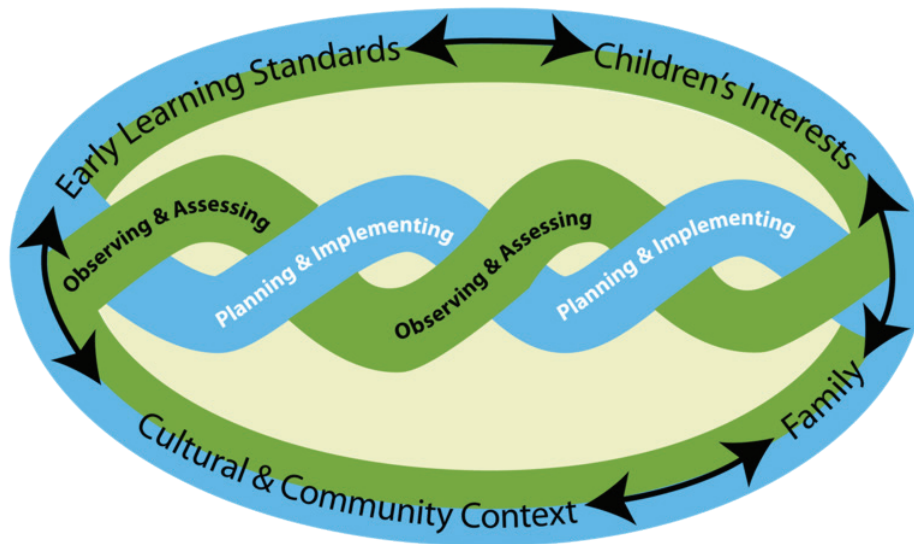 Early Learning Standards
Children's Interests
Observing & Assessing
Planning & Implementing
Observing & Assessing
Planning & Implementing
Family
Cultural & Community Context